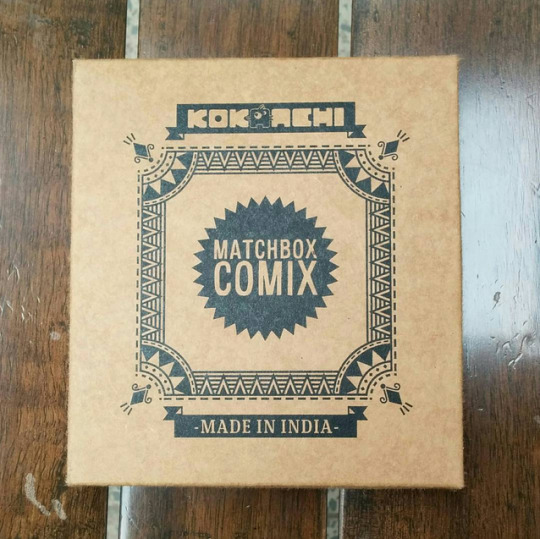 KOKAACHI
MATCHBOX
COMIX
-MADE IN INDIA-